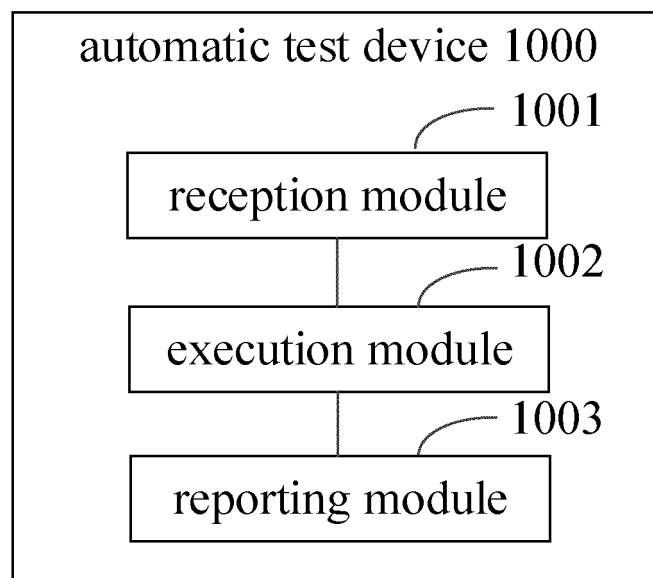 automatic test device 1000
1001
reception module
1002
execution module
1003
reporting module